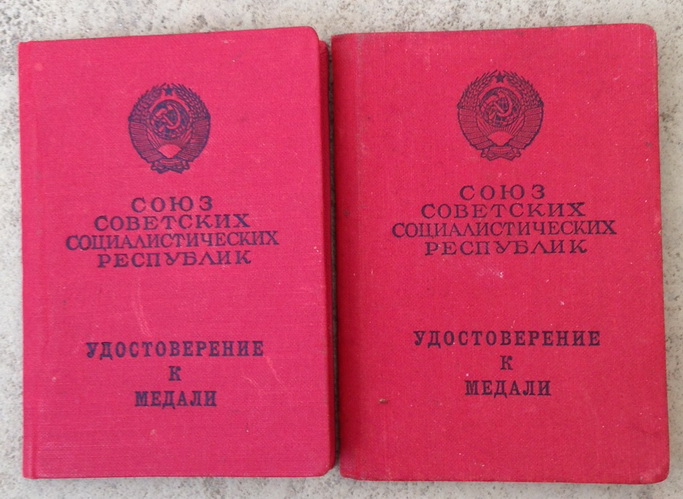 СОЮЗ
СОВЕТСКИХ
СОЦИАЛИСТИЧЕСКИХ
РЕСПУБЛИК
УДОСТОВЕРЕНИЕ
К
МЕДАЛИ
СОЮЗ
СОВЕТСКИХ
СОЦИАЛИСТИЧЕСКИХ
РЕСПУБЛИК
УДОСТОВЕРЕНИЕ
К
МЕДАЛИ